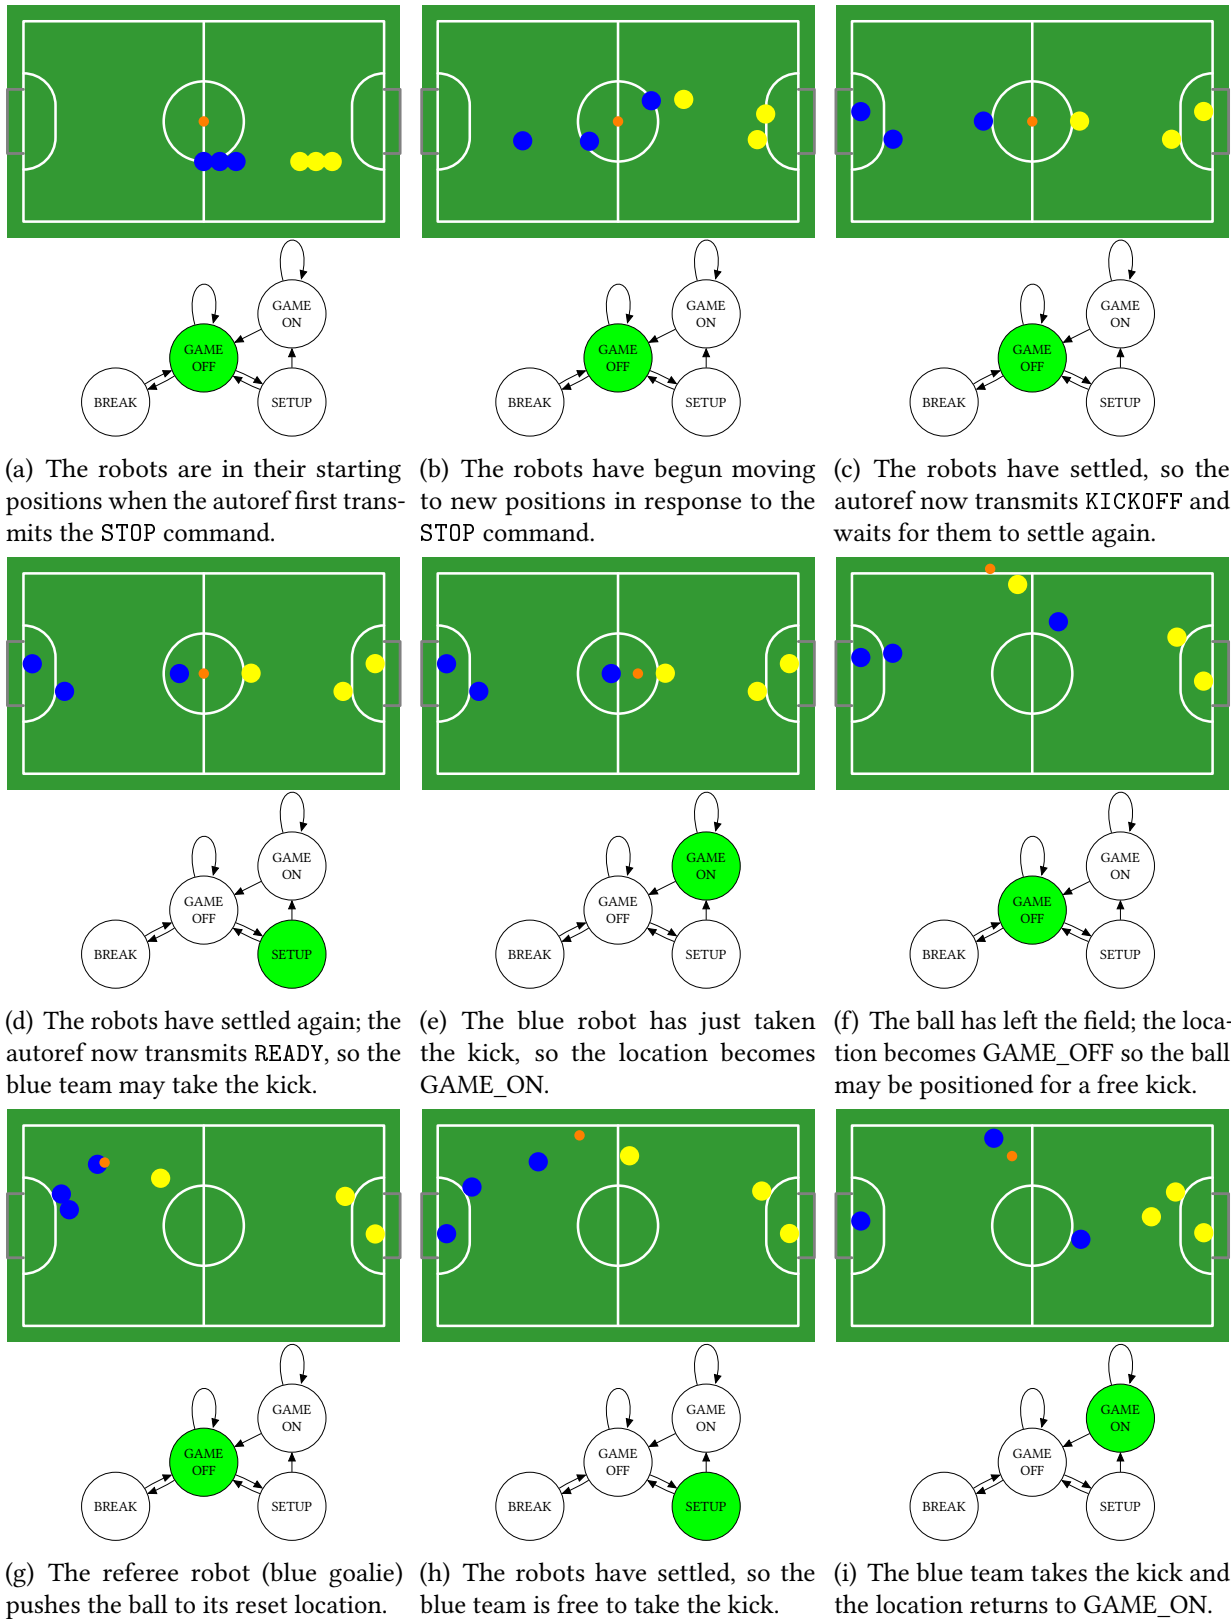 GAME
ON
GAME
OFF
BREAK
SETUP
GAME
ON
GAME
OFF
BREAK
SETUP
GAME
ON
GAME
OFF
BREAK
SETUP
(a) The robots are in their starting
positions when the autoref first trans-
mits the STOP command.
(b) The robots have begun moving
to new positions in response to the
STOP command.
(c) The robots have settled, so the
autoref now transmits KICKOFF and
waits for them to settle again.
GAME
ON
GAME
OFF
BREAK
SETUP
GAME
ON
GAME
OFF
BREAK
SETUP
GAME
ON
GAME
OFF
BREAK
SETUP
(d) The robots have settled again; the
autoref now transmits READY, so the
blue team may take the kick.
(e) The blue robot has just taken
the kick, so the location becomes
GAME_ON.
(f) The ball has left the field; the loca-
tion becomes GAME_OFF so the ball
may be positioned for a free kick.
GAME
ON
GAME
OFF
BREAK
SETUP
GAME
ON
GAME
OFF
BREAK
SETUP
GAME
ON
GAME
OFF
BREAK
SETUP
(g) The referee robot (blue goalie)
pushes the ball to its reset location.
(h) The robots have settled, so the
blue team is free to take the kick.
(i) The blue team takes the kick and
the location returns to GAME_ON.